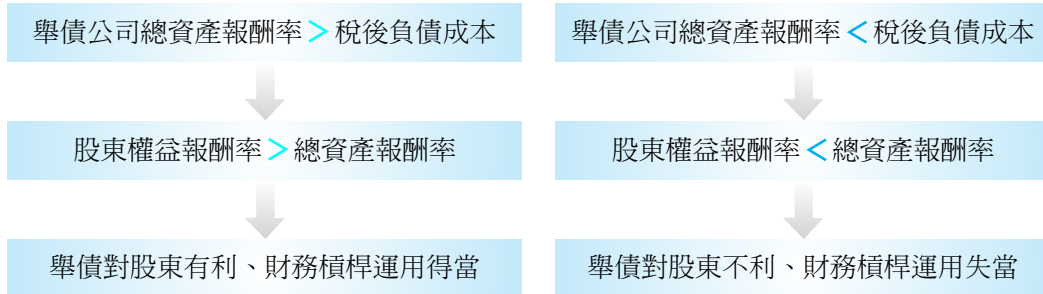 舉債公司總資產報酬率＞稅後負債成本
股東權益報酬率＞總資產報酬率
舉債對股東有利、財務槓桿運用得當
舉債公司總資產報酬率＜稅後負債成本
股東權益報酬率＜總資產報酬率
舉債對股東不利、財務槓桿運用失當